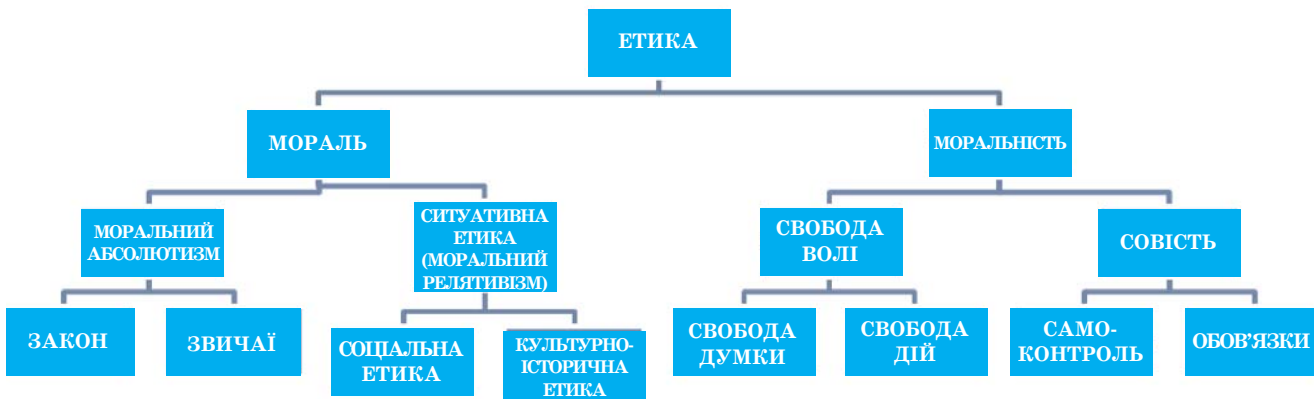 ЕТИКА
МОРАЛЬ
МОРАЛЬНІСТЬ
МОРАЛЬНИЙ
АБСОЛЮТИЗМ
СИТУАТИВНА
ЕТИКА
(МОРАЛЬНИЙ
РЕЛЯТИВІЗМ)
СВОБОДА
ВОЛІ
СОВІСТЬ
ЗАКОН
ЗВИЧАЇ
СОЦІАЛЬНА
ЕТИКА
КУЛЬТУРНО-
ІСТОРИЧНА
ЕТИКА
СВОБОДА
ДУМКИ
СВОБОДА
ДІЙ
САМО-
КОНТРОЛЬ
ОБОВ’ЯЗКИ